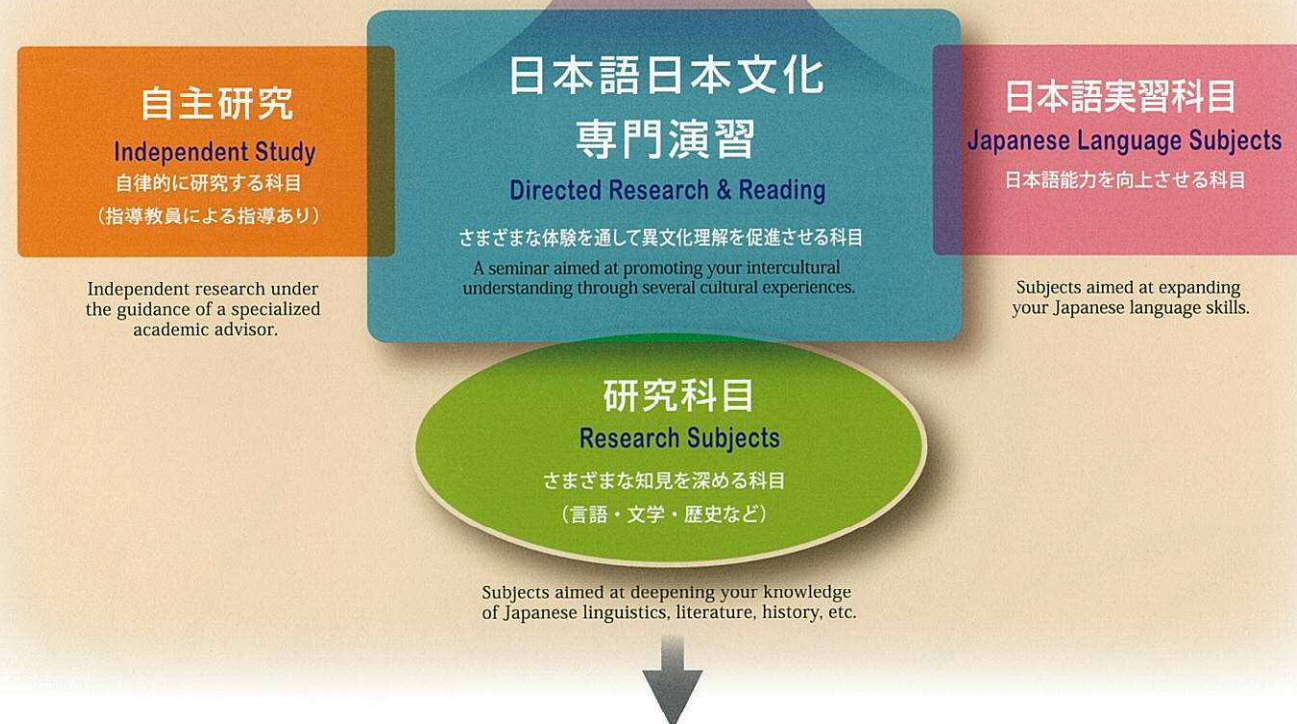 自主研究
Independent Study
自律的に研究する科目
（指導教員による指導あり）
Independent research under
the guidance of a specialized
academic advisor.
日本語日本文化
専門演習
Directed Research & Reading
さまざまな体験を通して異文化理解を促進させる科目
A seminar aimed at promoting your intercultural
understanding through several cultural experiences.
日本語実習科目
Japanese Language Subjects
日本語能力を向上させる科目
Subjects aimed at expanding
your Japanese language skills.
研究科目
Research Subjects
さまざまな知見を深める科目
（言語・文学・歴史など）
Subjects aimed at deepening your knowledge
of Japanese linguistics, literature, history, etc.